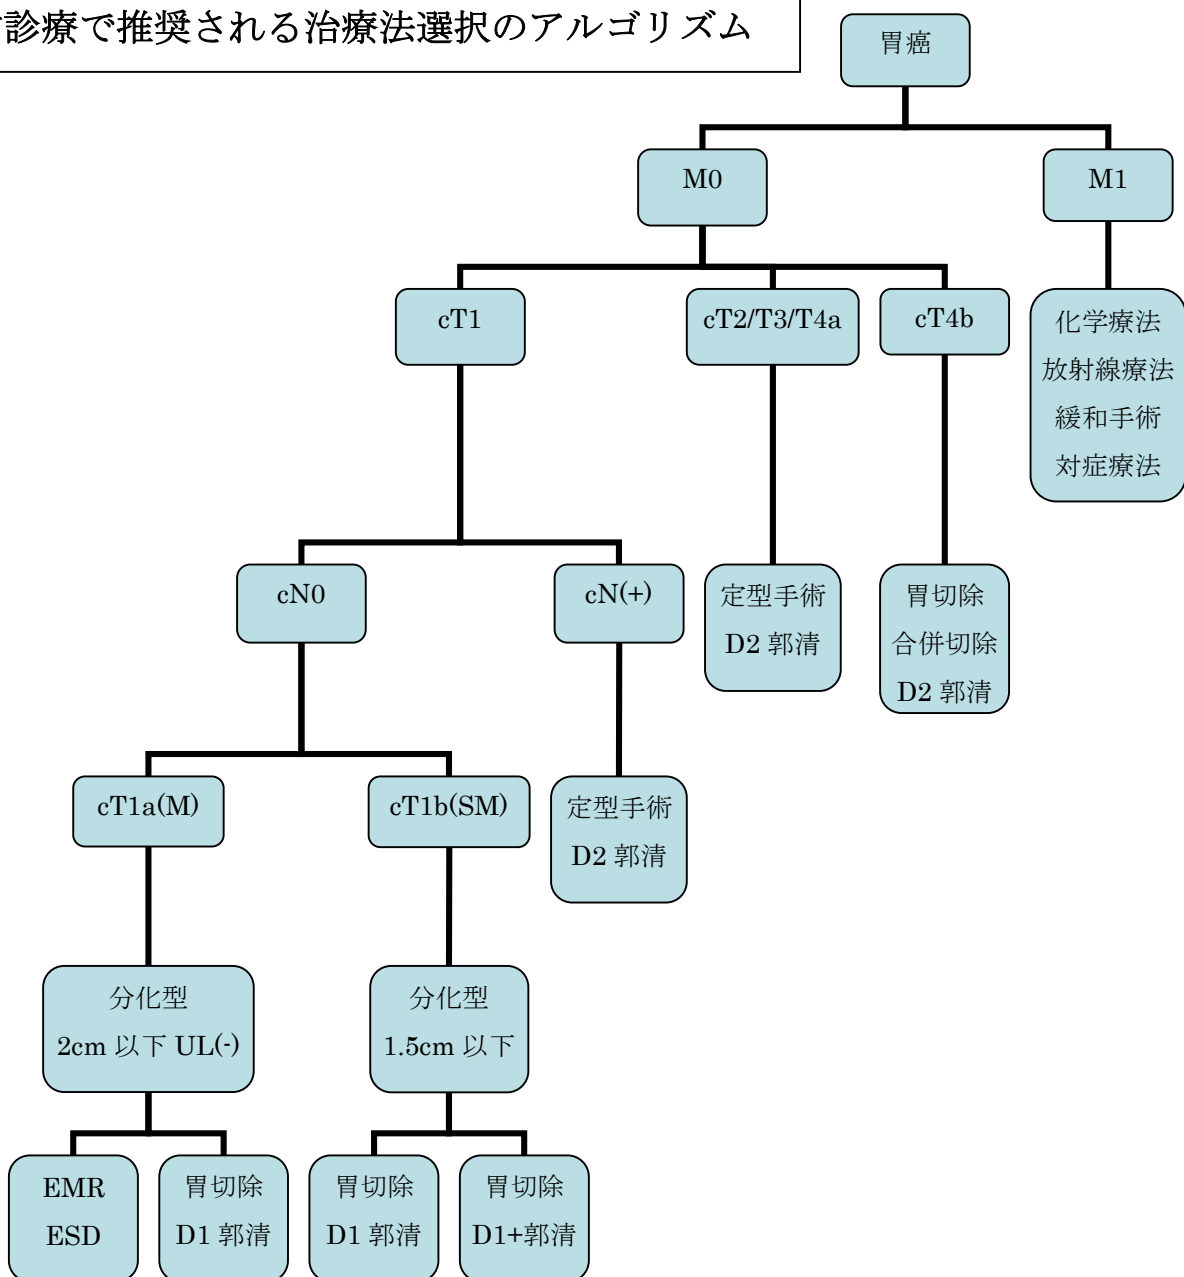 診療で推奨される治療法選択のアルゴリズム
胃癌
M0
M1
cT1
cT2/T3/T4a
cT4b
化学療法
放射線療法
緩和手術
対症療法
cN0
cN(+)
定型手術
D2 郭清
胃切除
合併切除
D2 郭清
cT1a(M)
cT1b(SM)
定型手術
D2 郭清
分化型
2cm 以下 UL(-)
分化型
1.5cm 以下
EMR
ESD
胃切除
D1 郭清
胃切除
D1 郭清
胃切除
D1+郭清